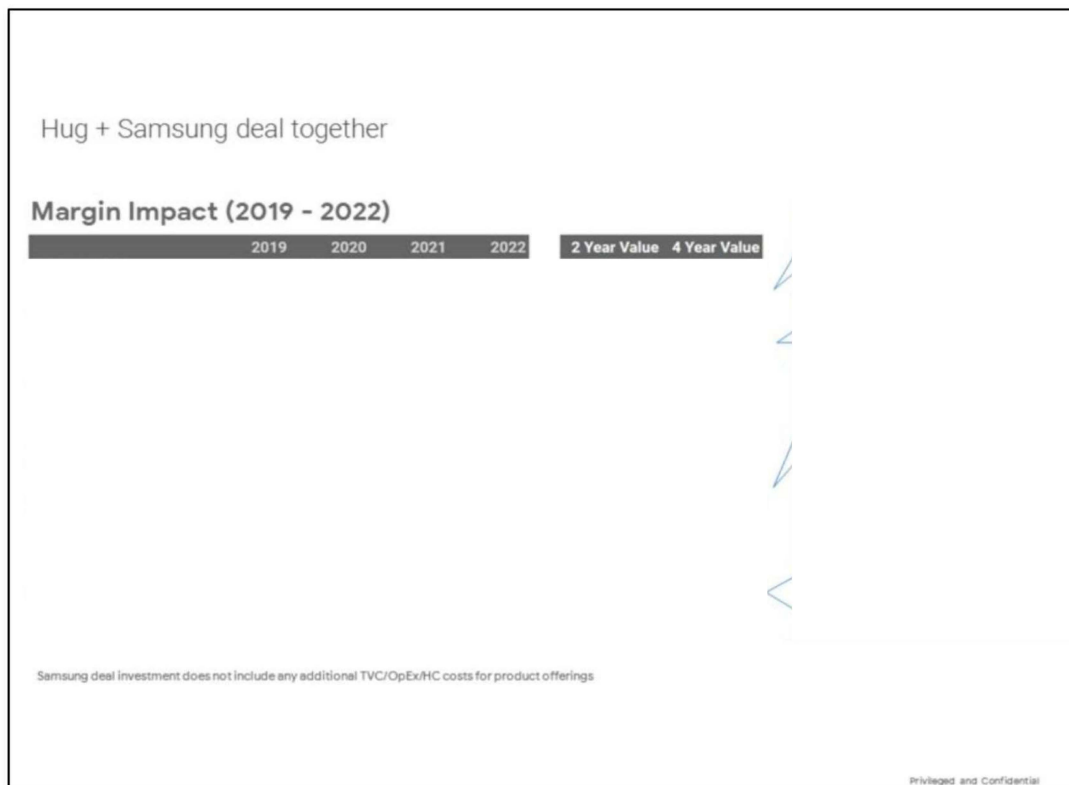 Hug + Samsung deal together
Margin Impact (2019 - 2022)
2019 2020 2021 2022 2 Year Value 4 Year Value
Samsung deal investment does not include any additional TVC/OpEx/HC costs for product offerings
Privileged and Confidential